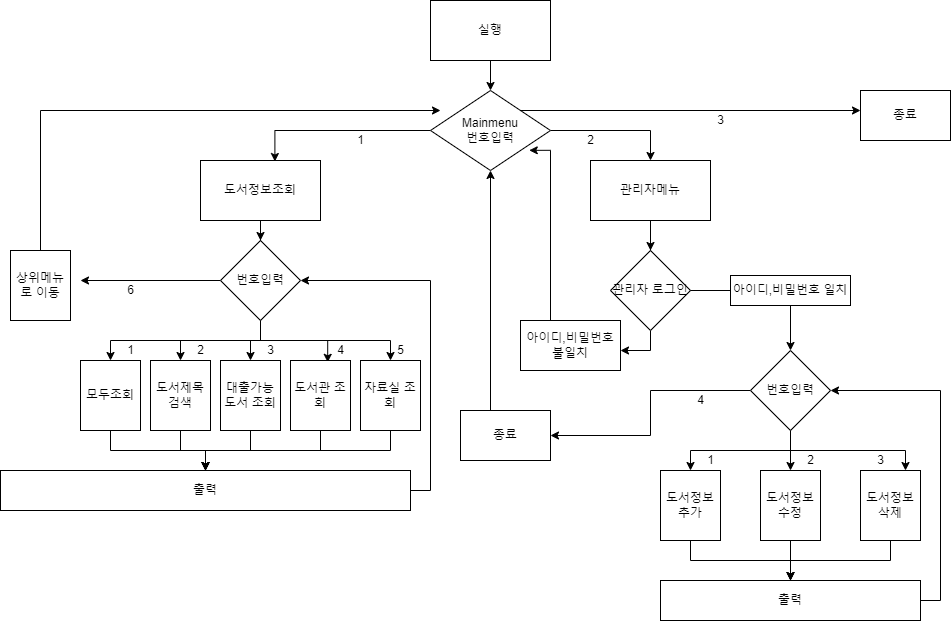 실행
Mainmenu
번호입력
3
종료
1
2
도서정보조회
관리자메뉴
상위메뉴
로 이동
6
번호입력
관리자 로그인
아이디,비밀번호 일치
아이디,비밀번호
불일치
1
2
3
4
5
모두조회
도서제목
검색
대출가능
도서 조회
도서관 조
회
자료실 조
회
4
번호입력
종료
출력
1
2
3
도서정보
추가
도서정보
수정
도서정보
삭제
출력